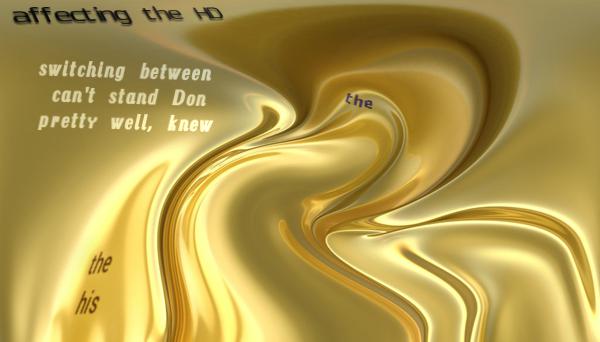 affecting the HD
switching between
can't stand Don
pretty well, knew
the
the
his